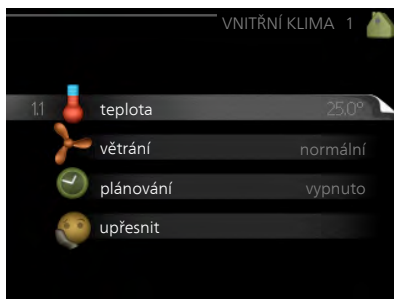 VNITŘNÍ KLIMA 1
1.1 teplota 25.0°
větrání normální
plánování vypnuto
upřesnit